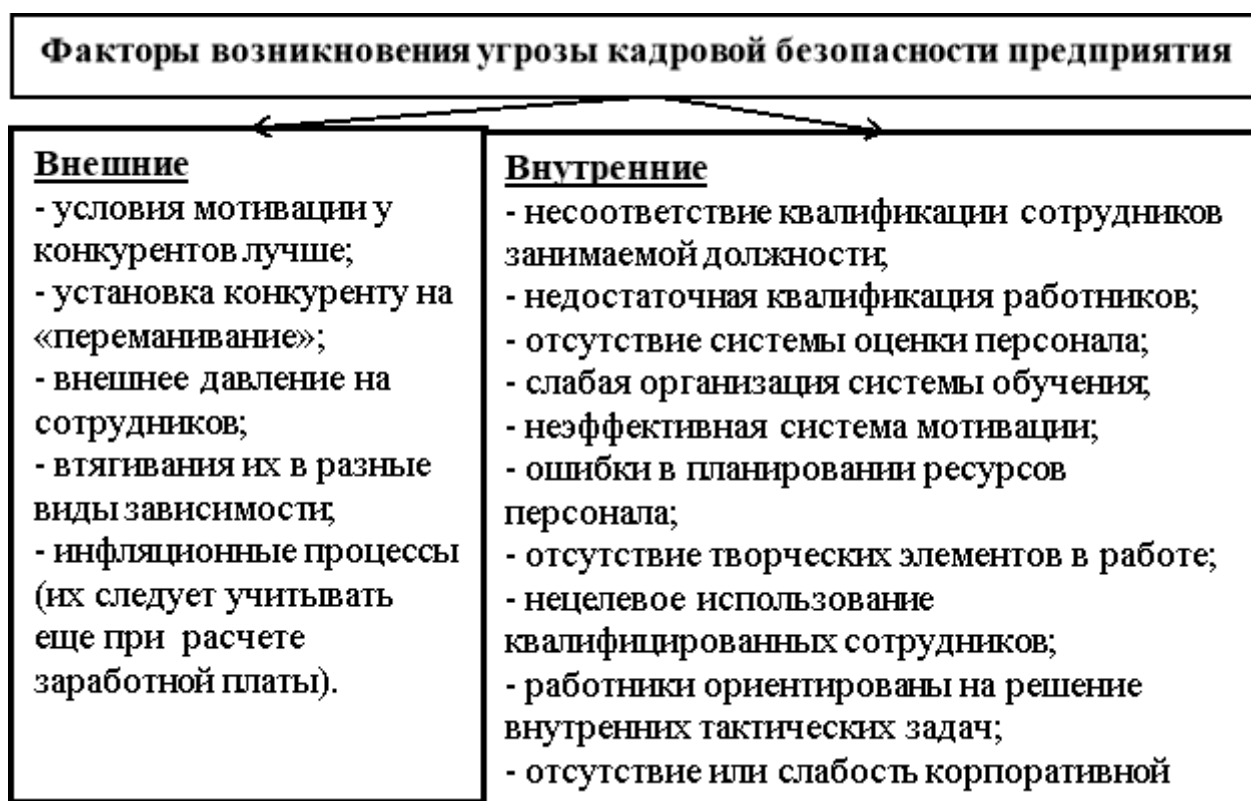 Факторы возникновения угрозы кадровой безопасности предприятия
Внешние
- условия мотивации у
конкурентов лучше;
- установка конкуренту на
«переманивание»;
- внешнее давление на
сотрудников;
- втягивания их в разные
виды зависимости;
- инфляционные процессы
(их следует учитывать
еще при расчете
заработной платы).
Внутренние
- несоответствие квалификации сотрудников
занимаемой должности;
- недостаточная квалификация работников;
- отсутствие системы оценки персонала;
- слабая организация системы обучения;
- неэффективная система мотивации;
- ошибки в планировании ресурсов
персонала;
- отсутствие творческих элементов в работе;
- нецелевое использование
квалифицированных сотрудников;
- работники ориентированы на решение
внутренних тактических задач;
- отсутствие или слабость корпоративной